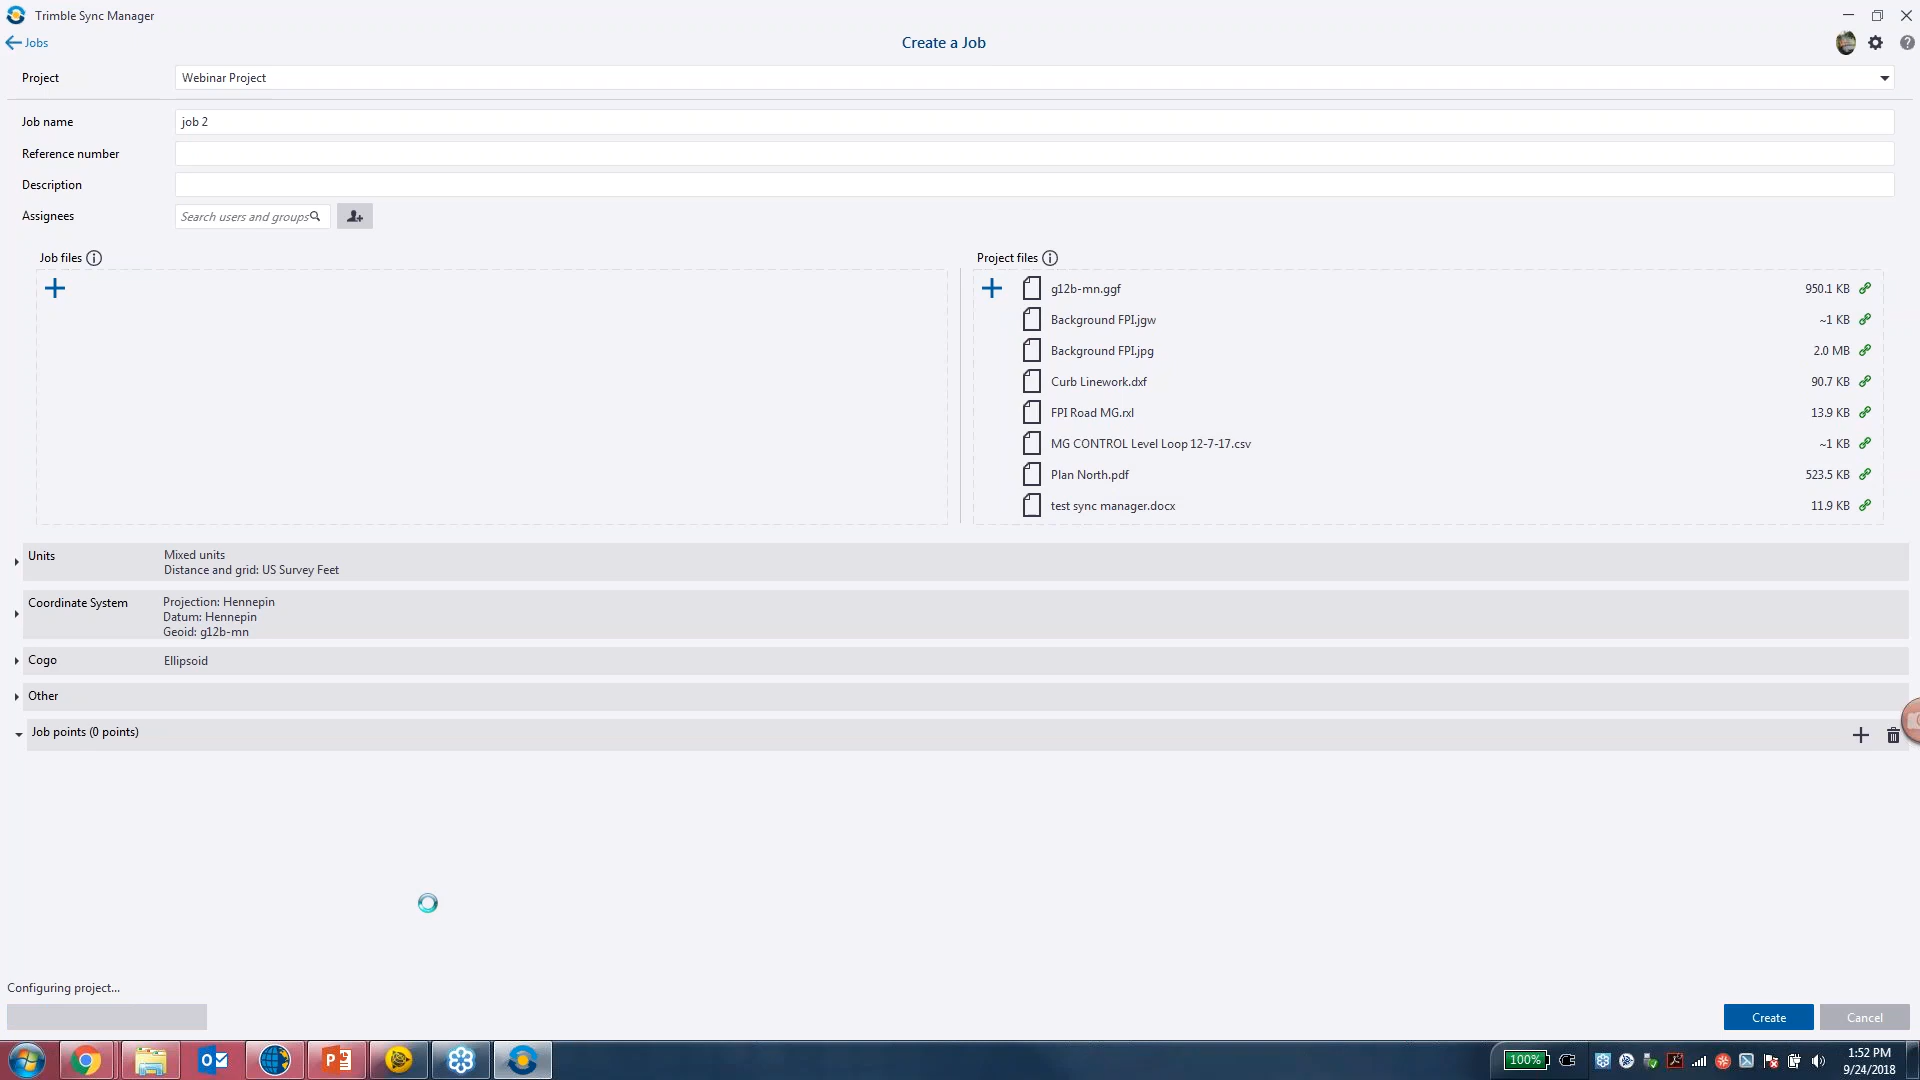 Trimble Sync Manager
Jobs
Create a Job
Project
Webinar Project
Job name
job 2
Reference number
Description
Assignees
Search users and groups
Job files
Project files
g12b-mn.ggf 950.1 KB
Background FPI.jgw ~1 KB
Background FPI.jpg 2.0 MB
Curb Linework.dxf 90.7 KB
FPI Road MG.rxl 13.9 KB
MG CONTROL Level Loop 12-7-17.csv ~1 KB
Plan North.pdf 523.5 KB
test sync manager.docx 11.9 KB
Units
Mixed units
Distance and grid: US Survey Feet
Coordinate System
Projection: Hennepin
Datum: Hennepin
Geoid: g12b-mn
Cogo
Ellipsoid
Other
Job points (0 points)
Configuring project...
Create
Cancel
100%
1:52 PM
9/24/2018